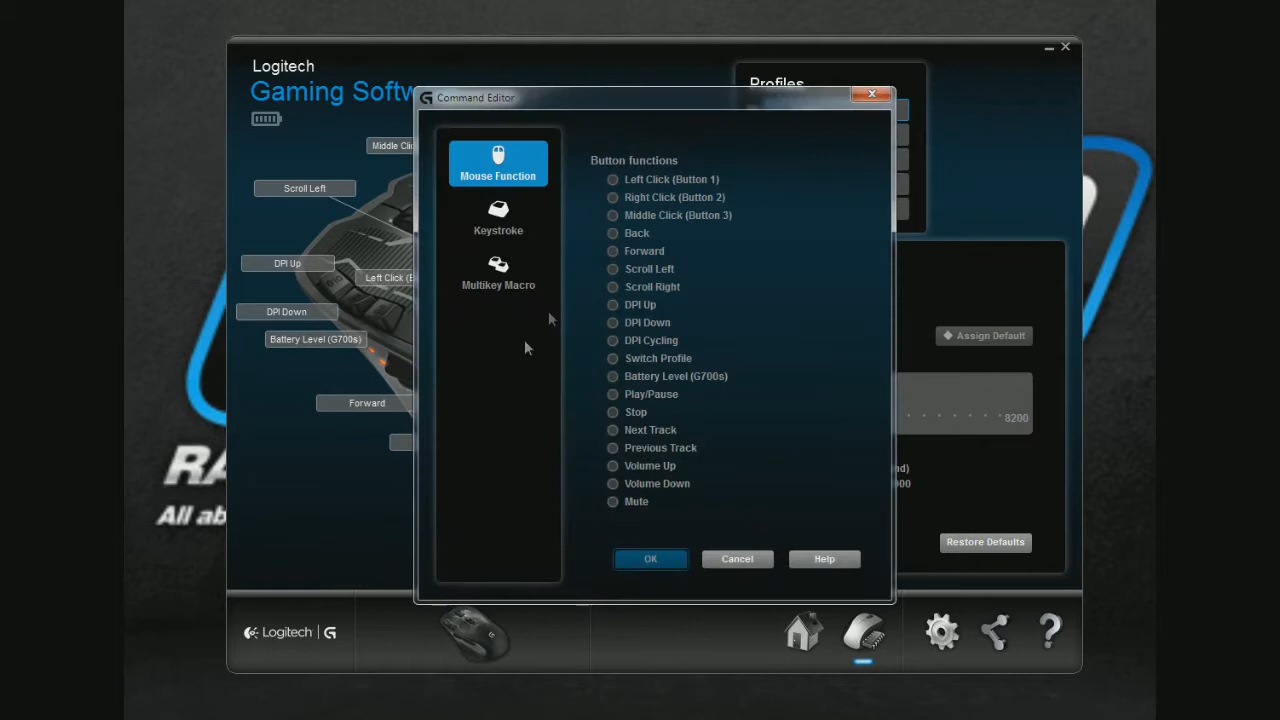 Logitech
Gaming Softw
Profiles
Command Editor
Middle Clic
Scroll Left
DPI Up
Left Click (B
DPI Down
Battery Level (G700s)
Forward
Mouse Function
Keystroke
Multikey Macro
Button functions
Left Click (Button 1)
Right Click (Button 2)
Middle Click (Button 3)
Back
Forward
Scroll Left
Scroll Right
DPI Up
DPI Down
DPI Cycling
Switch Profile
Battery Level (G700s)
Play/Pause
Stop
Next Track
Previous Track
Volume Up
Volume Down
Mute
OK
Cancel
Help
Assign Default
8200
nd)
000
Restore Defaults
RA
All ab
Logitech | G